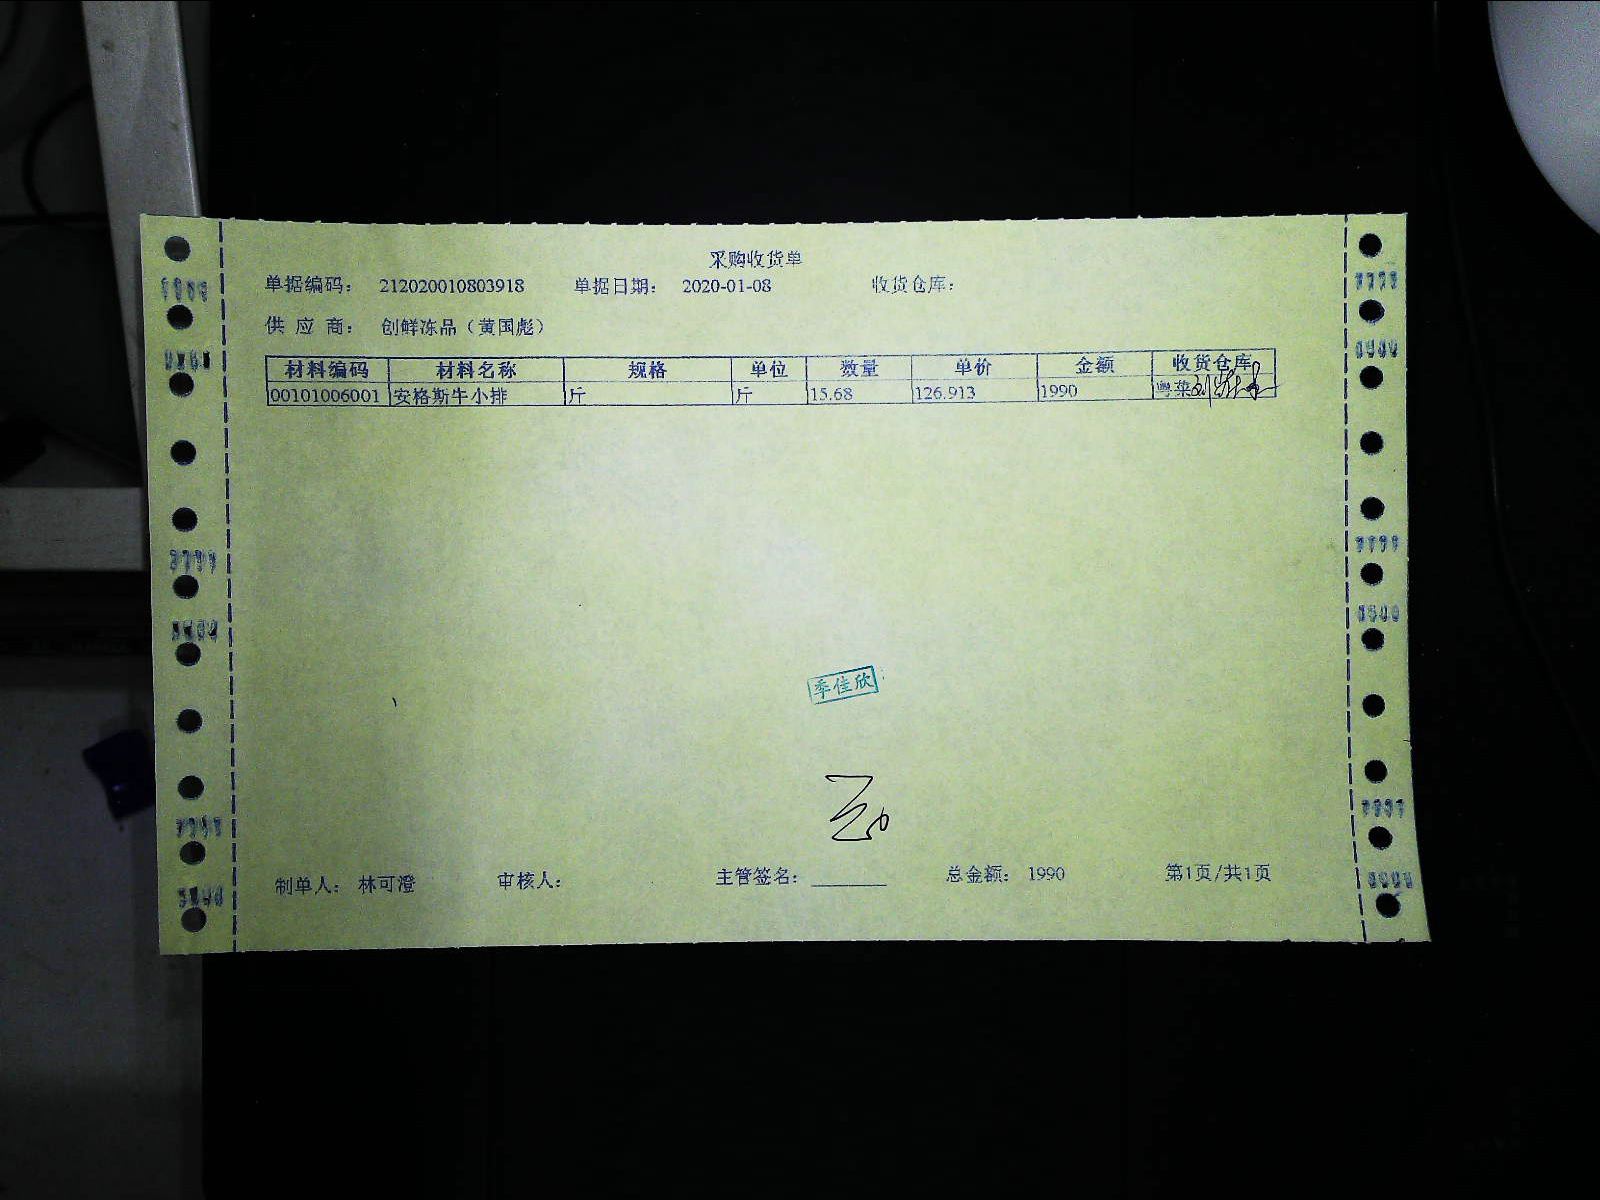 采购收货单
单据编码： 212020010803918 单据日期： 2020-01-08 收货仓库：
供 应 商： 创鲜冻品（黄国彪）
材料编码 材料名称 规格 单位 数量 单价 金额 收货仓库
00101006001 安格斯牛小排 斤 斤 15.68 126.913 1990 粤菜
季佳欣
制单人： 林可澄 审核人： 主管签名： ________ 总金额： 1990 第1页/共1页